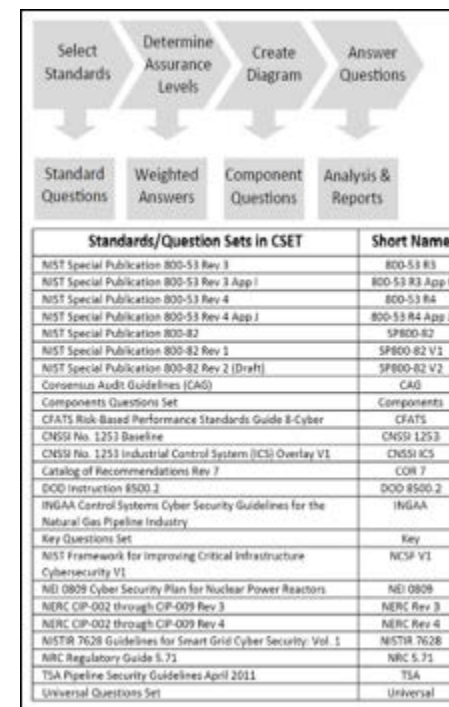 Select
Standards
Determine
Assurance
Levels
Create
Diagram
Answer
Questions
Standard
Questions
Weighted
Answers
Component
Questions
Analysis &
Reports
Standards/Question Sets in CSET Short Name
NIST Special Publication 800-53 Rev 3 800-53 R3
NIST Special Publication 800-53 Rev 3 App I 800-53 R3 App
NIST Special Publication 800-53 Rev 4 800-53 R4
NIST Special Publication 800-53 Rev 4 App J 800-53 R4 App
NIST Special Publication 800-82 SP800-82
NIST Special Publication 800-82 Rev 1 SP800-82 V1
NIST Special Publication 800-82 Rev 2 (Draft) SP800-82 V2
Consensus Audit Guidelines (CAG) CAG
Components Questions Set Components
CFATS Risk-Based Performance Standards Guide 8-Cyber CFATS
CNSSI No. 1253 Baseline CNSSI 1253
CNSSI No. 1253 Industrial Control System (ICS) Overlay V1 CNSSI ICS
Catalog of Recommendations Rev 7 COR 7
DOD Instruction 8500.2 DOD 8500.2
INGAA Control Systems Cyber Security Guidelines for the INGAA
Natural Gas Pipeline Industry
Key Questions Set Key
NIST Framework for Improving Critical Infrastructure NCSF V1
Cybersecurity V1
NEI 0809 Cyber Security Plan for Nuclear Power Reactors NEI 0809
NERC CIP-002 through CIP-009 Rev 3 NERC Rev 3
NERC CIP-002 through CIP-009 Rev 4 NERC Rev 4
NISTIR 7628 Guidelines for Smart Grid Cyber Security: Vol. 1 NISTIR 7628
NRC Regulatory Guide 5.71 NRC 5.71
TSA Pipeline Security Guidelines April 2011 TSA
Universal Questions Set Universal